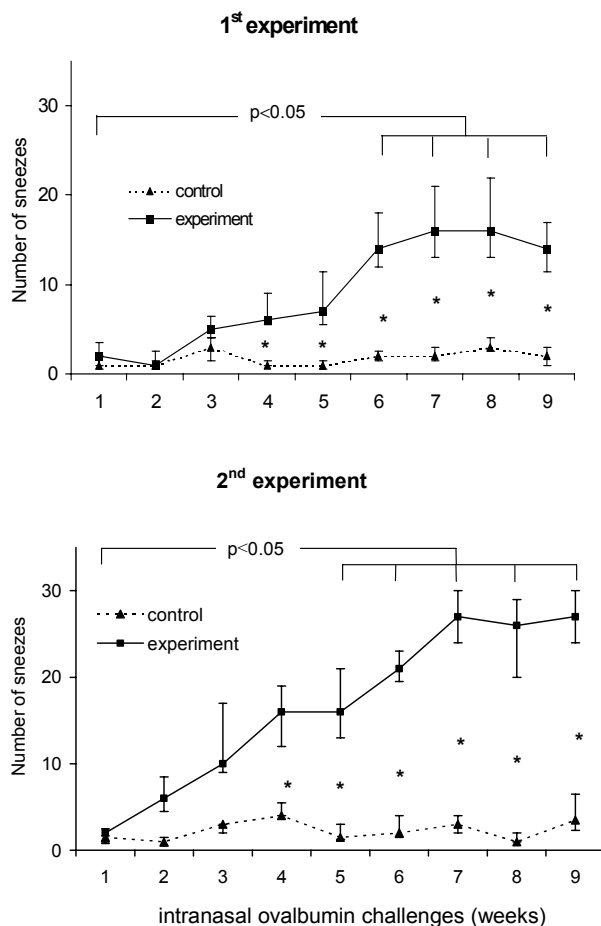 1st experiment
30
20
10
0
Number of sneezes
p<0.05
control
experiment
* * * * * *
1 2 3 4 5 6 7 8 9
2nd experiment
30
20
10
0
Number of sneezes
p<0.05
control
experiment
* * * * * *
1 2 3 4 5 6 7 8 9
intranasal ovalbumin challenges (weeks)